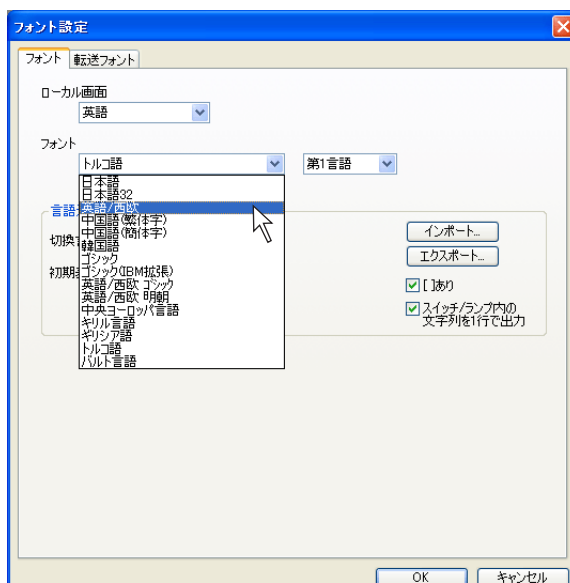 フォント設定
フォント 転送フォント
ローカル画面
英語
フォント
トルコ語 第1言語
日本語
日本語32
英語/西欧
中国語(繁体字)
中国語(簡体字)
韓国語
ゴシック
ゴシック(IBM拡張)
英語/西欧 ゴシック
英語/西欧 明朝
中央ヨーロッパ言語
キリル言語
ギリシア語
トルコ語
バルト言語
言語
切換
初期
インポート...
エクスポート...
[ ]あり
スイッチ/ランプ内の
文字列を1行で出力
OK キャンセル